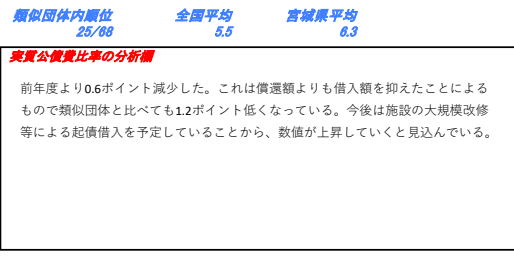 類似団体内順位 全国平均 宮城県平均
25/68 5.5 6.3
実質公債費比率の分析欄
前年度より0.6ポイント減少した。これは償還額よりも借入額を抑えたことによる
もので類似団体と比べても1.2ポイント低くなっている。今後は施設の大規模改修
等による起債借入を予定していることから、数値が上昇していくと見込んでいる。